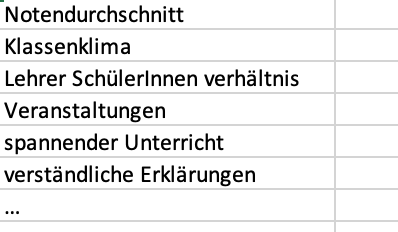 Notendurchschnitt
Klassenklima
Lehrer SchülerInnen verhältnis
Veranstaltungen
spannender Unterricht
verständliche Erklärungen
...